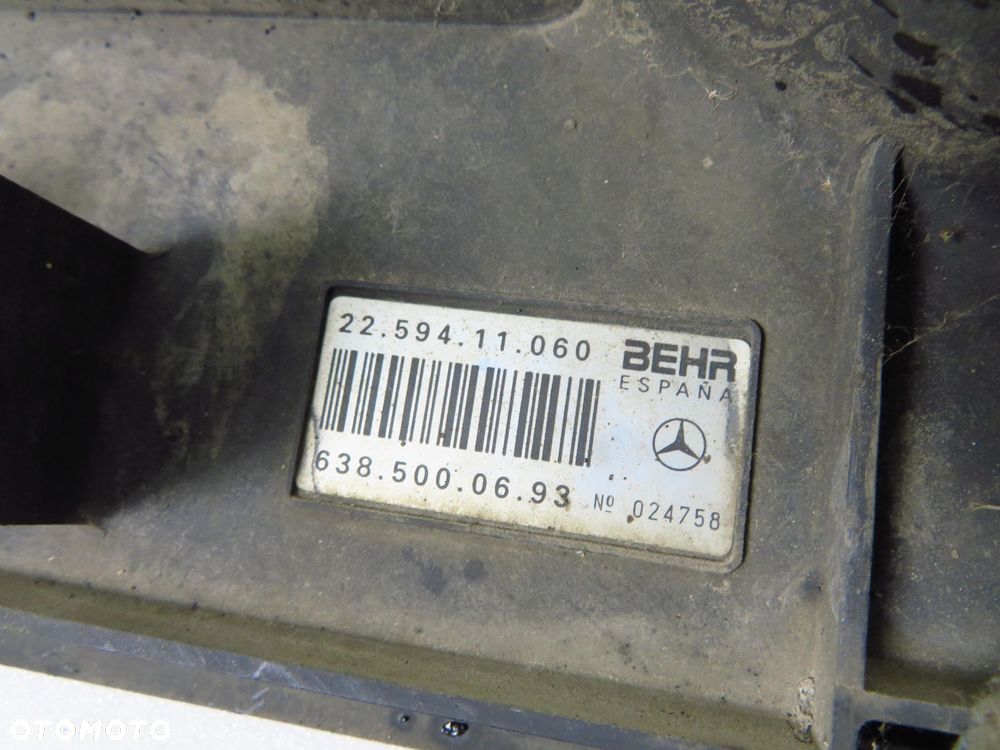 22.594.11.060
BEHR
ESPAÑA
638.500.06.93
Nº 024758
OTOMOTO